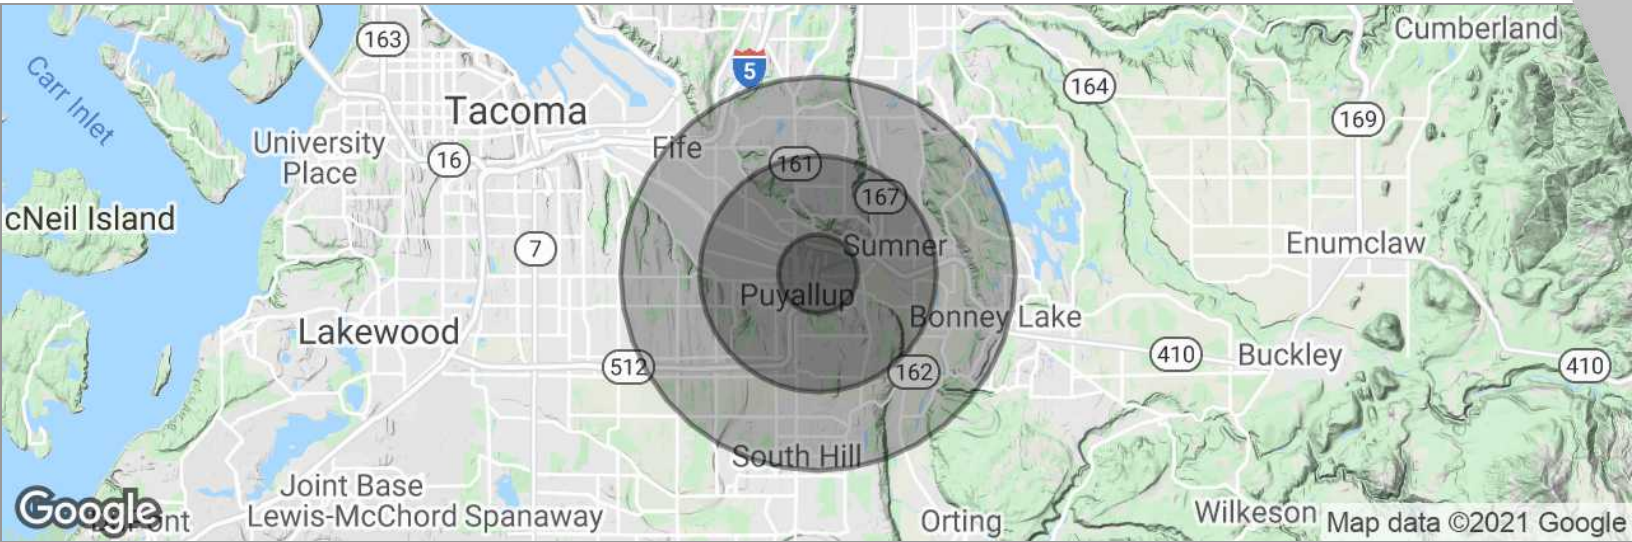 Cumberland
163
5
164
Carr Inlet
Tacoma
169
University
Place
16
Fife
161
167
cNeil Island
7
Sumner
Enumclaw
Puyallup
Bonney Lake
Lakewood
512
162
410
Buckley
410
South Hill
Joint Base
Lewis-McChord
Spanaway
Google
DuPont
Orting
Wilkeson
Map data ©2021 Google